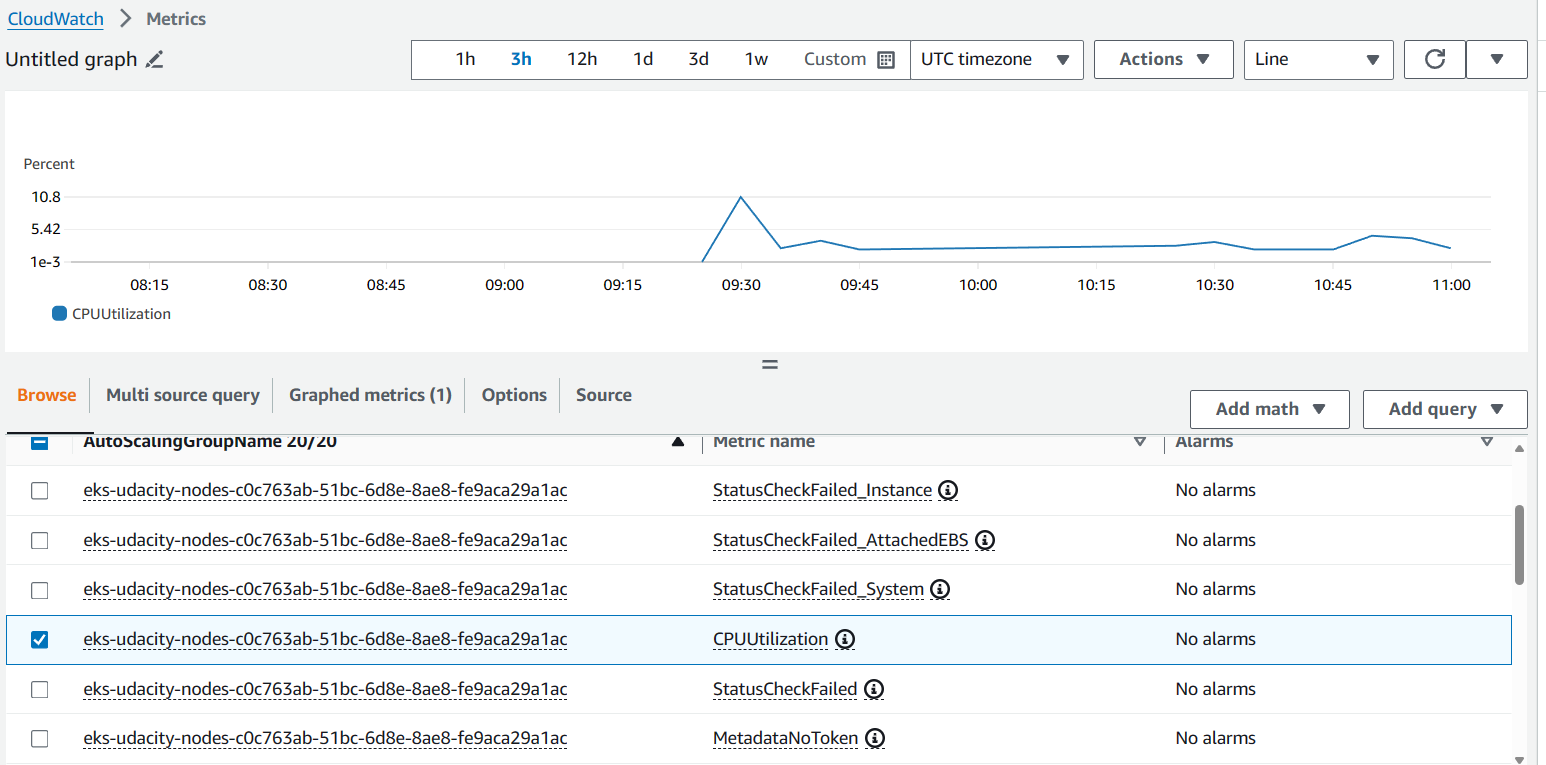 CloudWatch > Metrics
Untitled graph 1h 3h 12h 1d 3d 1w Custom UTC timezone Actions Line
Percent
10.8
5.42
1e-3
08:15 08:30 08:45 09:00 09:15 09:30 09:45 10:00 10:15 10:30 10:45 11:00
CPUUtilization
Browse Multi source query Graphed metrics (1) Options Source Add math Add query
AutoScalingGroupName 20/20 Metric name Alarms
eks-udacity-nodes-c0c763ab-51bc-6d8e-8ae8-fe9aca29a1ac StatusCheckFailed_Instance No alarms
eks-udacity-nodes-c0c763ab-51bc-6d8e-8ae8-fe9aca29a1ac StatusCheckFailed_AttachedEBS No alarms
eks-udacity-nodes-c0c763ab-51bc-6d8e-8ae8-fe9aca29a1ac StatusCheckFailed_System No alarms
eks-udacity-nodes-c0c763ab-51bc-6d8e-8ae8-fe9aca29a1ac CPUUtilization No alarms
eks-udacity-nodes-c0c763ab-51bc-6d8e-8ae8-fe9aca29a1ac StatusCheckFailed No alarms
eks-udacity-nodes-c0c763ab-51bc-6d8e-8ae8-fe9aca29a1ac MetadataNoToken No alarms